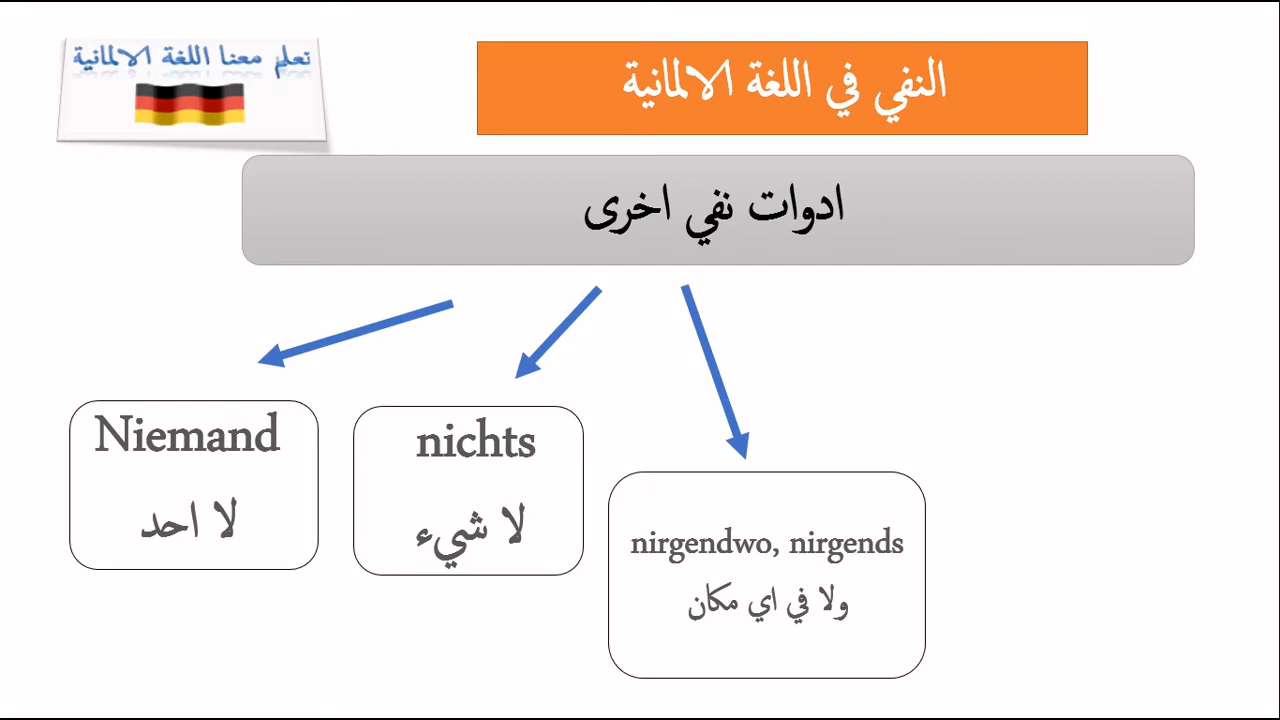 تعلم معنا اللغة الالمانية
النفي في اللغة الالمانية
ادوات نفي اخرى
Niemand
لا احد
nichts
لا شيء
nirgendwo, nirgends
ولا في اي مكان